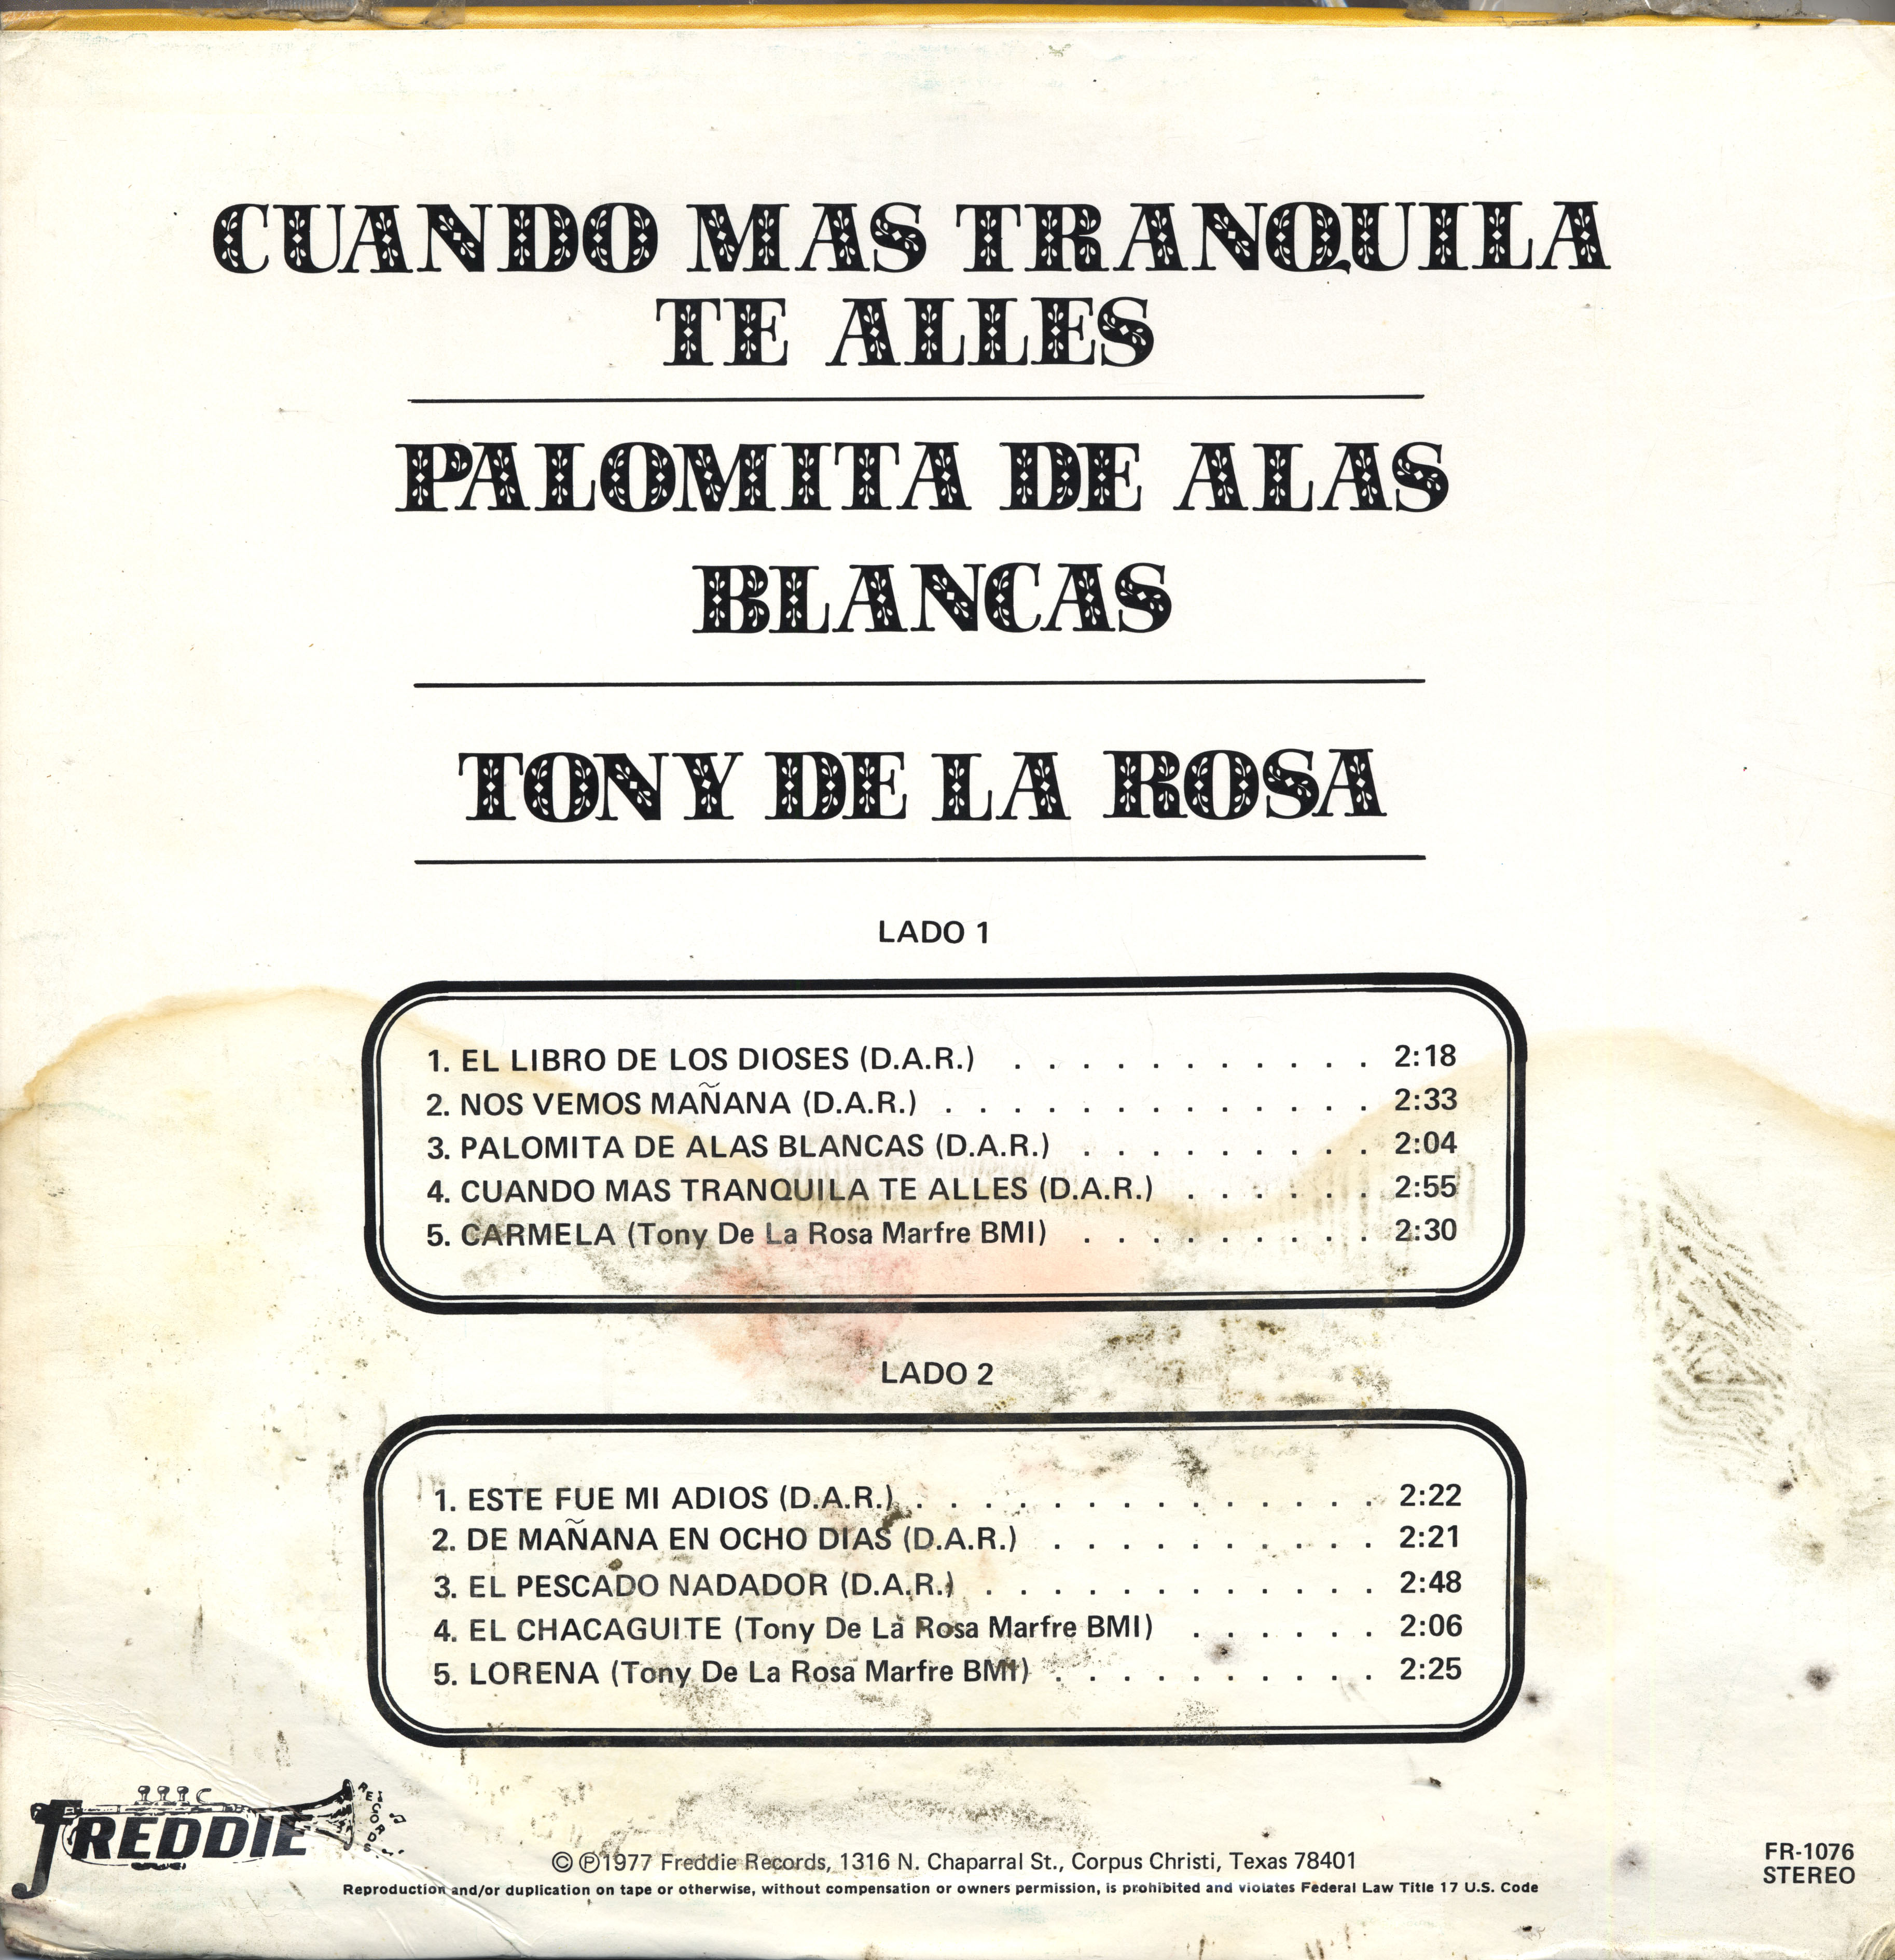 CUANDO MAS TRANQUILA
TE ALLES
PALOMITA DE ALAS
BLANCAS
TONY DE LA ROSA
LADO 1
1. EL LIBRO DE LOS DIOSES (D.A.R.) . . . . . . . . . . . 2:18
2. NOS VEMOS MAÑANA (D.A.R.) . . . . . . . . . . . . . 2:33
3. PALOMITA DE ALAS BLANCAS (D.A.R.) . . . . . . . . . 2:04
4. CUANDO MAS TRANQUILA TE ALLES (D.A.R.) . . . . . . 2:55
5. CARMELA (Tony De La Rosa Marfre BMI) . . . . . . . . . 2:30
LADO 2
1. ESTE FUE MI ADIOS (D.A.R.) . . . . . . . . . . . . . . 2:22
2. DE MAÑANA EN OCHO DIAS (D.A.R.) . . . . . . . . . . 2:21
3. EL PESCADO NADADOR (D.A.R.) . . . . . . . . . . . . 2:48
4. EL CHACAGUITE (Tony De La Rosa Marfre BMI) . . . . . . 2:06
5. LORENA (Tony De La Rosa Marfre BMI) . . . . . . . . . . 2:25
FREDDIE RECORDS
© ℗1977 Freddie Records, 1316 N. Chaparral St., Corpus Christi, Texas 78401
Reproduction and/or duplication on tape or otherwise, without compensation or owners permission, is prohibited and violates Federal Law Title 17 U.S. Code
FR-1076
STEREO